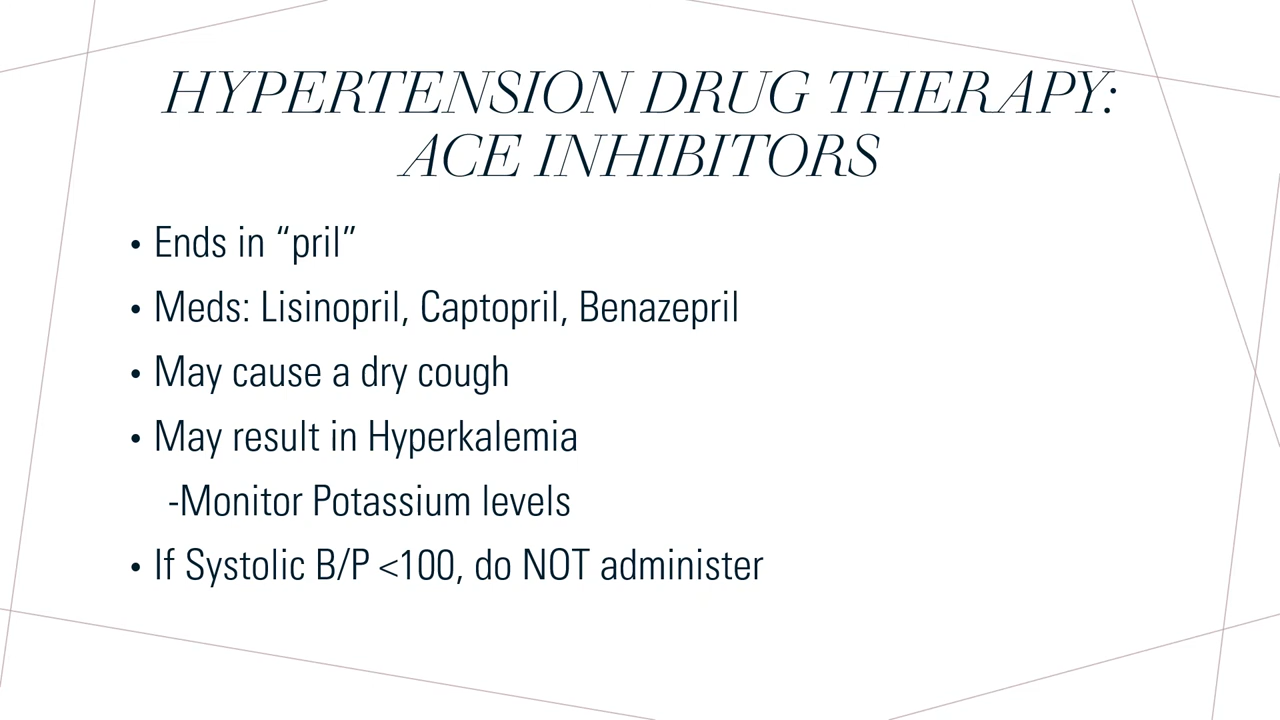 HYPERTENSION DRUG THERAPY:
ACE INHIBITORS
• Ends in “pril”
• Meds: Lisinopril, Captopril, Benazepril
• May cause a dry cough
• May result in Hyperkalemia
-Monitor Potassium levels
• If Systolic B/P <100, do NOT administer